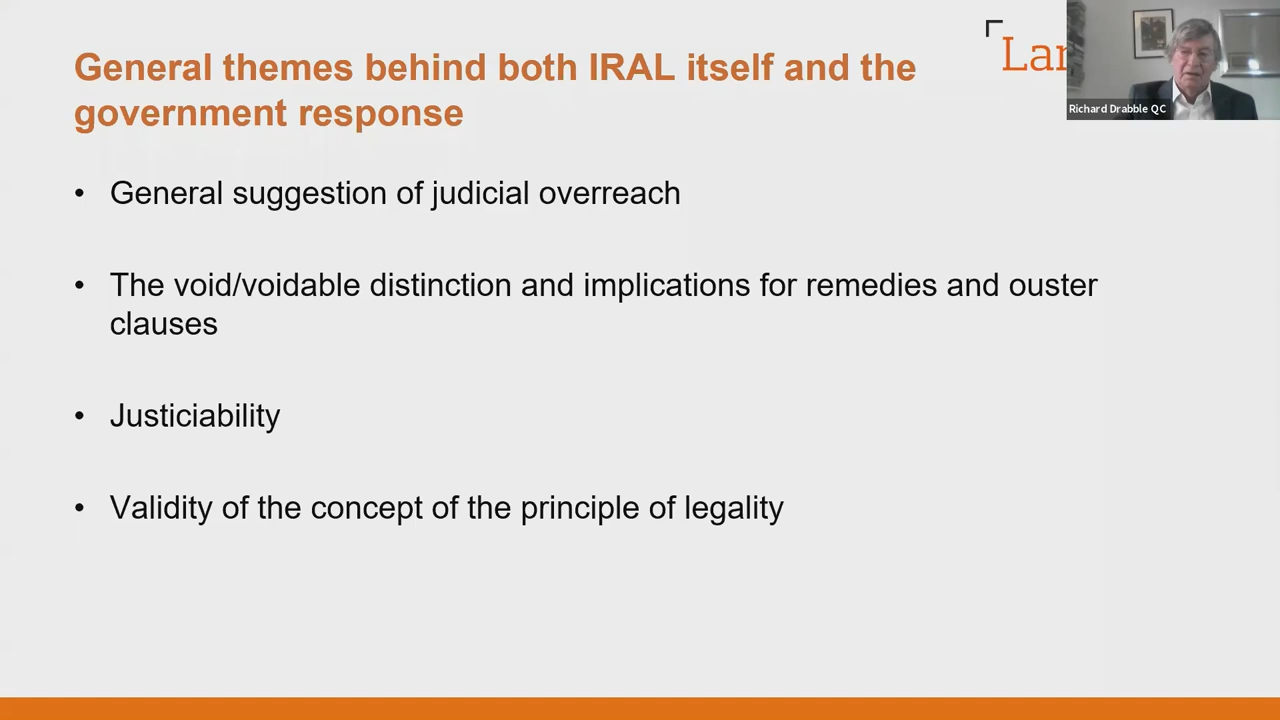 General themes behind both IRAL itself and the
government response
Lan
Richard Drabble QC
• General suggestion of judicial overreach
• The void/voidable distinction and implications for remedies and ouster
clauses
• Justiciability
• Validity of the concept of the principle of legality